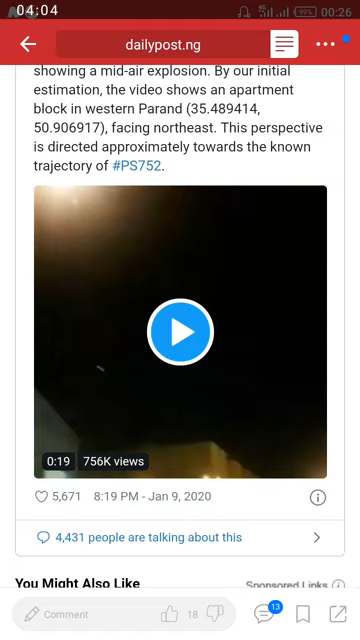 04:04
4G
99%
00:26
dailypost.ng
showing a mid-air explosion. By our initial
estimation, the video shows an apartment
block in western Parand (35.489414,
50.906917), facing northeast. This perspective
is directed approximately towards the known
trajectory of #PS752.
0:19 756K views
5,671 8:19 PM - Jan 9, 2020
4,431 people are talking about this
You Might Also Like
Sponsored Links
Comment 18
13